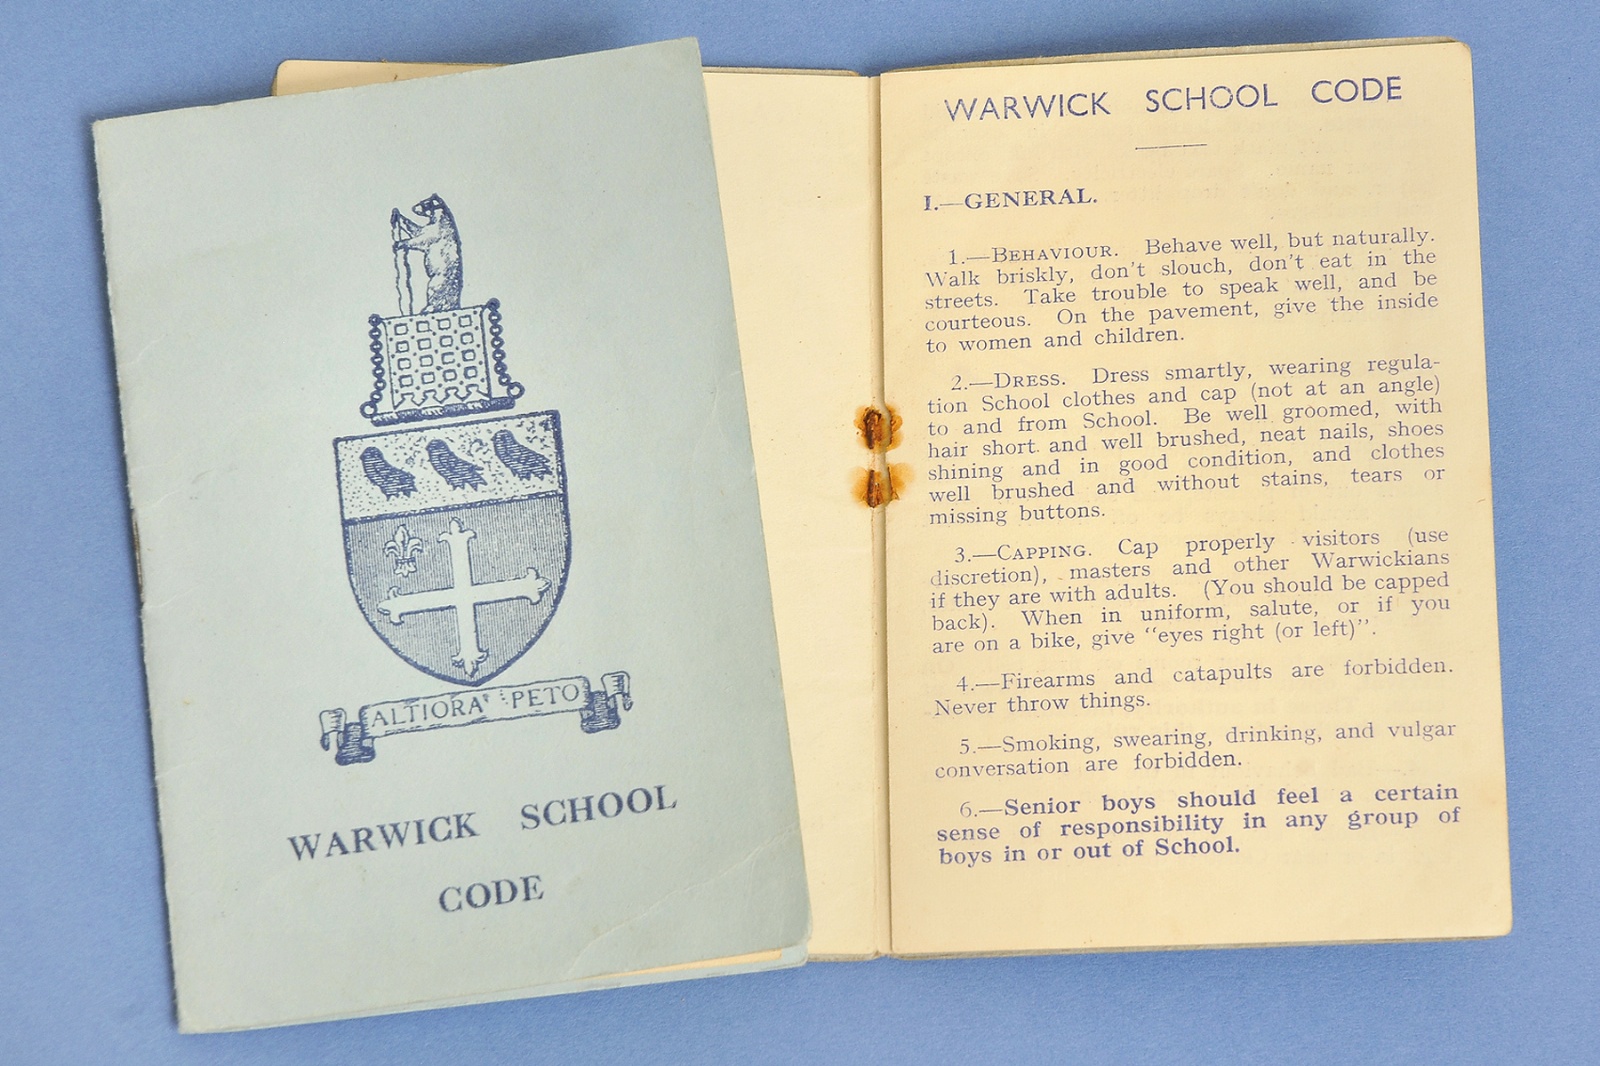 ALTIORA PETO
WARWICK SCHOOL
CODE
WARWICK SCHOOL CODE
I.—GENERAL.
1.—BEHAVIOUR. Behave well, but naturally.
Walk briskly, don't slouch, don't eat in the
streets. Take trouble to speak well, and be
courteous. On the pavement, give the inside
to women and children.
2.—DRESS. Dress smartly, wearing regula-
tion School clothes and cap (not at an angle)
to and from School. Be well groomed, with
hair short and well brushed, neat nails, shoes
shining and in good condition, and clothes
well brushed and without stains, tears or
missing buttons.
3.—CAPPING. Cap properly visitors (use
discretion), masters and other Warwickians
if they are with adults. (You should be capped
back). When in uniform, salute, or if you
are on a bike, give "eyes right (or left)".
4.—Firearms and catapults are forbidden.
Never throw things.
5.—Smoking, swearing, drinking, and vulgar
conversation are forbidden.
6.—Senior boys should feel a certain
sense of responsibility in any group of
boys in or out of School.